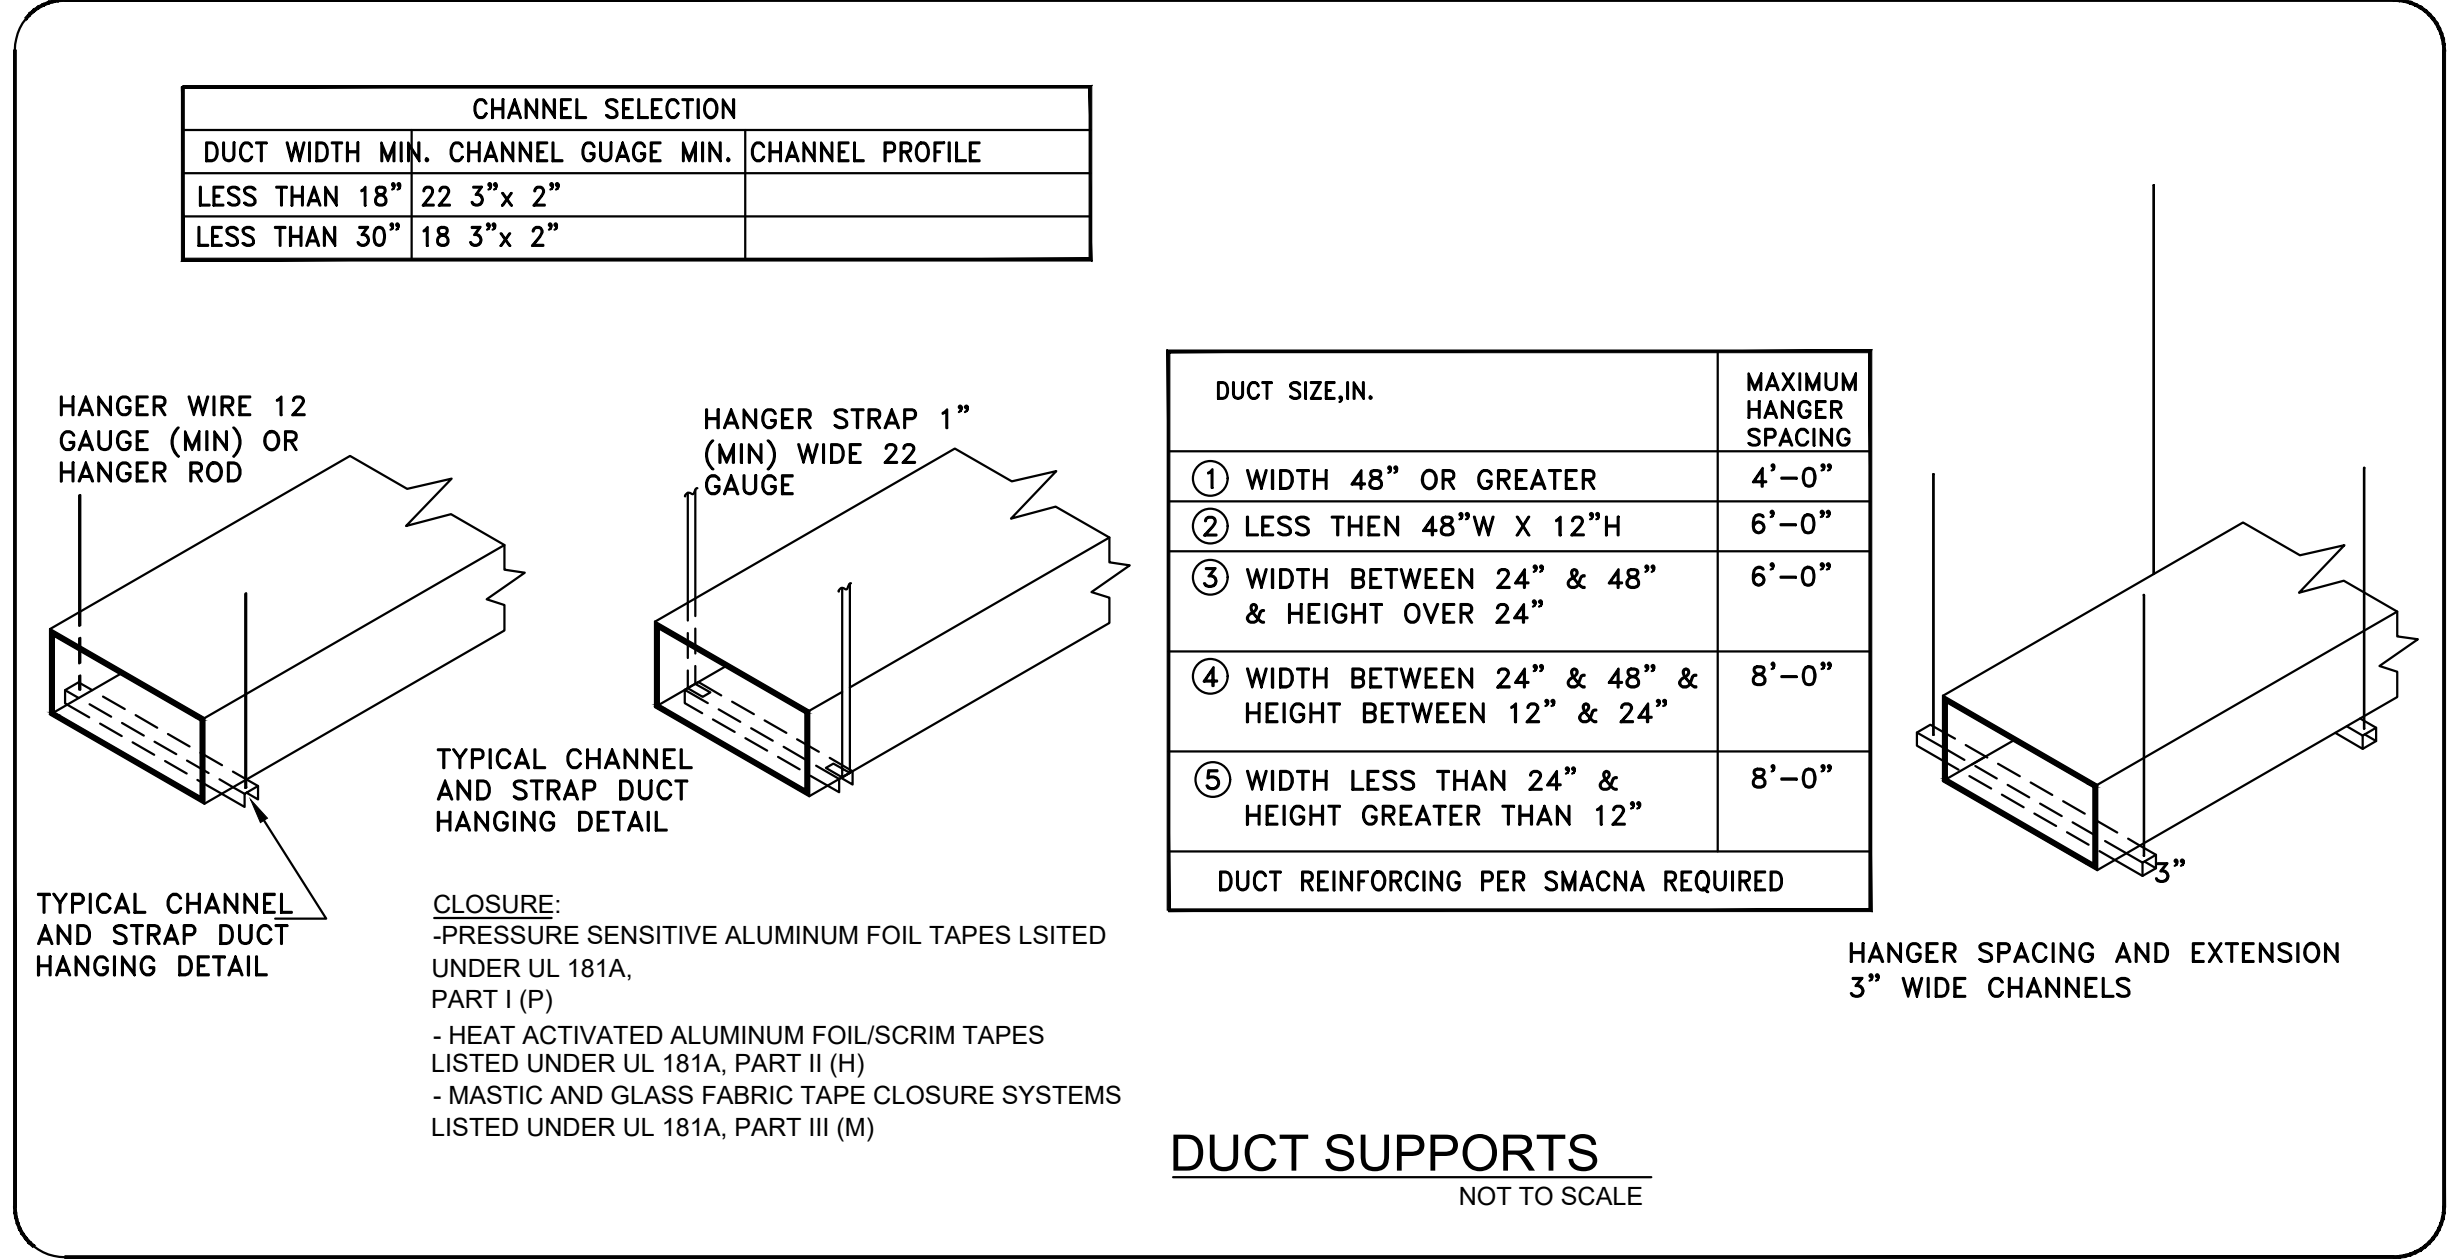 CHANNEL SELECTION
DUCT WIDTH MIN. CHANNEL GUAGE MIN. CHANNEL PROFILE
LESS THAN 18” 22 3”x 2”
LESS THAN 30” 18 3”x 2”
HANGER WIRE 12
GAUGE (MIN) OR
HANGER ROD
HANGER STRAP 1”
(MIN) WIDE 22
GAUGE
TYPICAL CHANNEL
AND STRAP DUCT
HANGING DETAIL
TYPICAL CHANNEL
AND STRAP DUCT
HANGING DETAIL
CLOSURE:
-PRESSURE SENSITIVE ALUMINUM FOIL TAPES LSITED
UNDER UL 181A,
PART I (P)
- HEAT ACTIVATED ALUMINUM FOIL/SCRIM TAPES
LISTED UNDER UL 181A, PART II (H)
- MASTIC AND GLASS FABRIC TAPE CLOSURE SYSTEMS
LISTED UNDER UL 181A, PART III (M)
DUCT SIZE,IN.
MAXIMUM
HANGER
SPACING
1 WIDTH 48” OR GREATER 4’-0”
2 LESS THEN 48”W X 12”H 6’-0”
3 WIDTH BETWEEN 24” & 48” 6’-0”
& HEIGHT OVER 24”
4 WIDTH BETWEEN 24” & 48” & 8’-0”
HEIGHT BETWEEN 12” & 24”
5 WIDTH LESS THAN 24” & 8’-0”
HEIGHT GREATER THAN 12”
DUCT REINFORCING PER SMACNA REQUIRED
3”
HANGER SPACING AND EXTENSION
3” WIDE CHANNELS
DUCT SUPPORTS
NOT TO SCALE